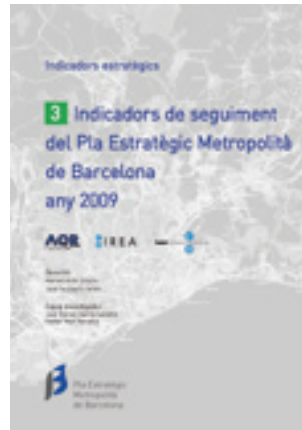 Indicadors estratègics
3 Indicadors de seguiment
del Pla Estratègic Metropolità
de Barcelona
any 2009
AQR IREA
Pla Estratègic
Metropolità
de Barcelona